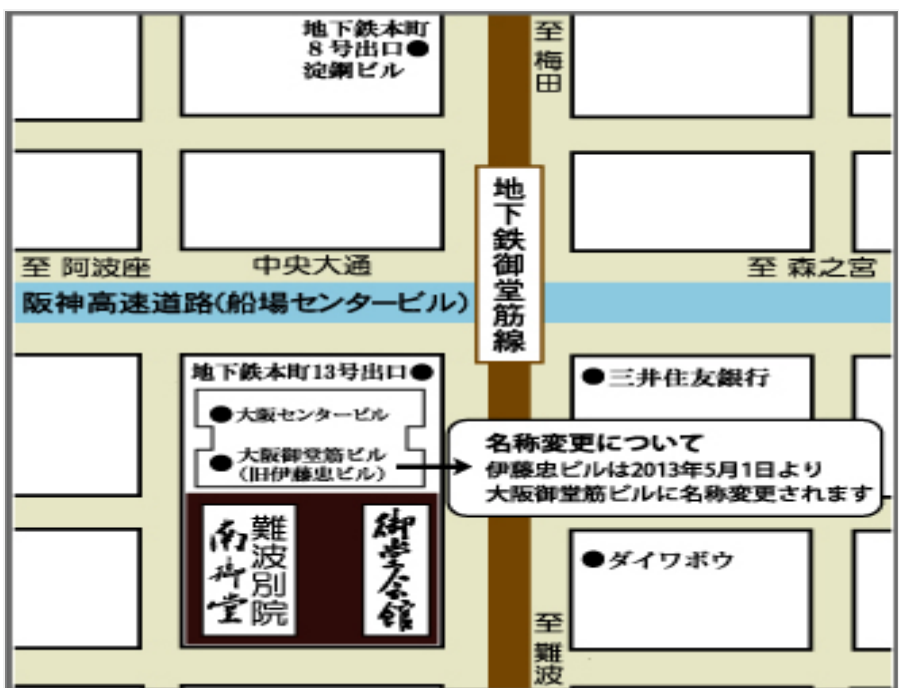 地下鉄本町
8号出口●
淀鋼ビル
至梅田
地下鉄御堂筋線
至 阿波座
中央大通
至 森之宮
阪神高速道路(船場センタービル)
地下鉄本町13号出口●
●大阪センタービル
●大阪御堂筋ビル
(旧伊藤忠ビル)
●三井住友銀行
名称変更について
伊藤忠ビルは2013年5月1日より
大阪御堂筋ビルに名称変更されます
難波別院
南御堂
御堂会館
●ダイワボウ
至難波